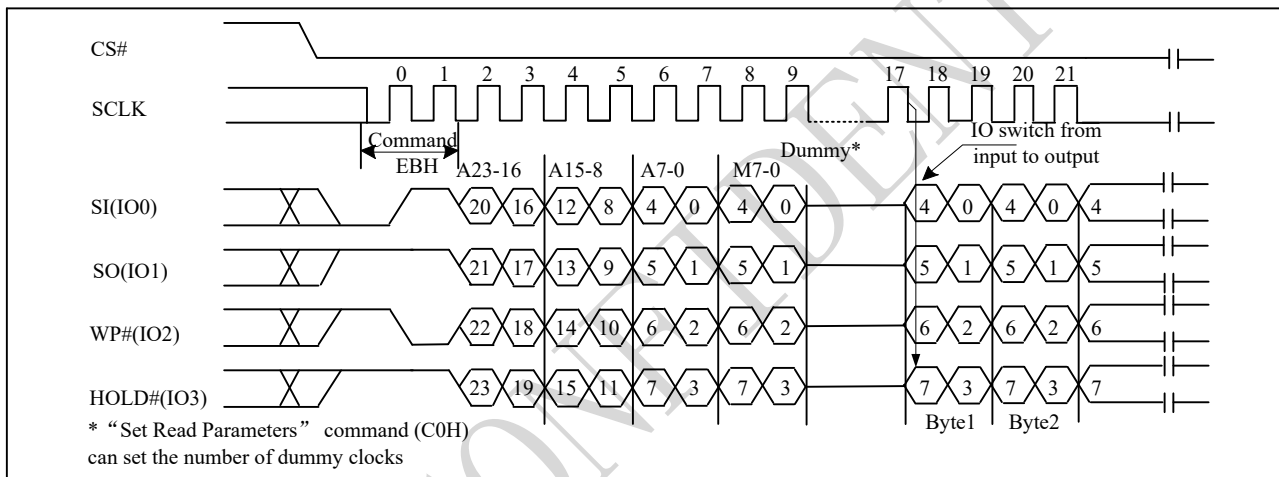 CS#
0 1 2 3 4 5 6 7 8 9 17 18 19 20 21
SCLK
Command
EBH
Dummy*
IO switch from
input to output
A23-16 A15-8 A7-0 M7-0
SI(IO0) 20 16 12 8 4 0 4 0 4 0 4 0 4
SO(IO1) 21 17 13 9 5 1 5 1 5 1 5 1 5
WP#(IO2) 22 18 14 10 6 2 6 2 6 2 6 2 6
HOLD#(IO3) 23 19 15 11 7 3 7 3 7 3 7 3 7
Byte1 Byte2
* “Set Read Parameters” command (C0H)
can set the number of dummy clocks